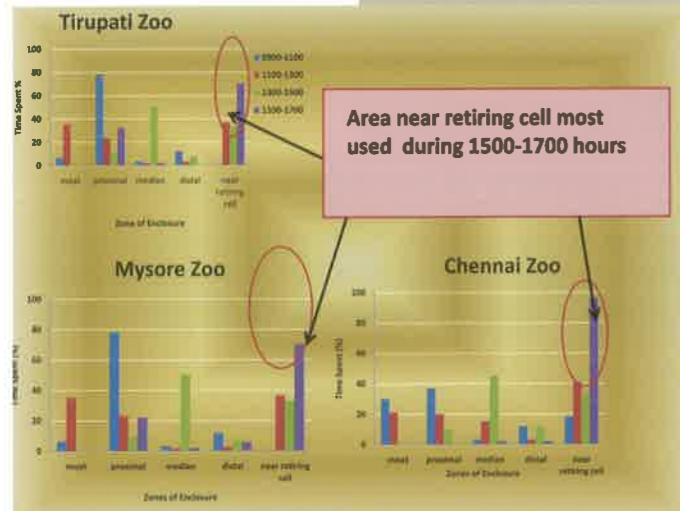 Tirupati Zoo
100
80
60
40
20
0
Time Spent %
moat
proximal
median
distal
near
retiring
cell
Zone of Enclosure
0900-1100
1100-1300
1300-1500
1500-1700
Area near retiring cell most
used during 1500-1700 hours
Mysore Zoo
100
80
60
40
20
0
Time Spent (%)
moat
proximal
median
distal
near retiring
cell
Zones of Enclosure
Chennai Zoo
100
80
60
40
20
0
Time Spent (%)
moat
proximal
median
distal
near
retiring cell
Zones of Enclosure